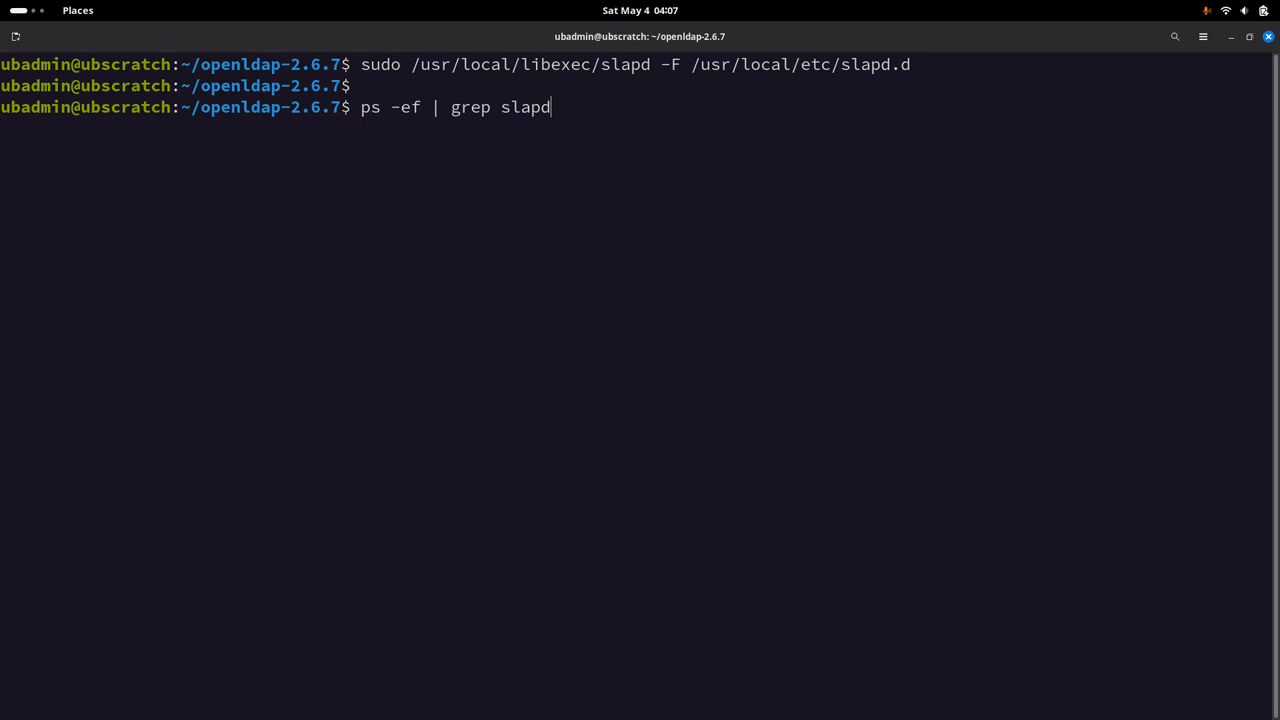 Places
Sat May 4 04:07
ubadmin@ubscratch: ~/openldap-2.6.7
ubadmin@ubscratch:~/openldap-2.6.7$ sudo /usr/local/libexec/slapd -F /usr/local/etc/slapd.d
ubadmin@ubscratch:~/openldap-2.6.7$
ubadmin@ubscratch:~/openldap-2.6.7$ ps -ef | grep slapd